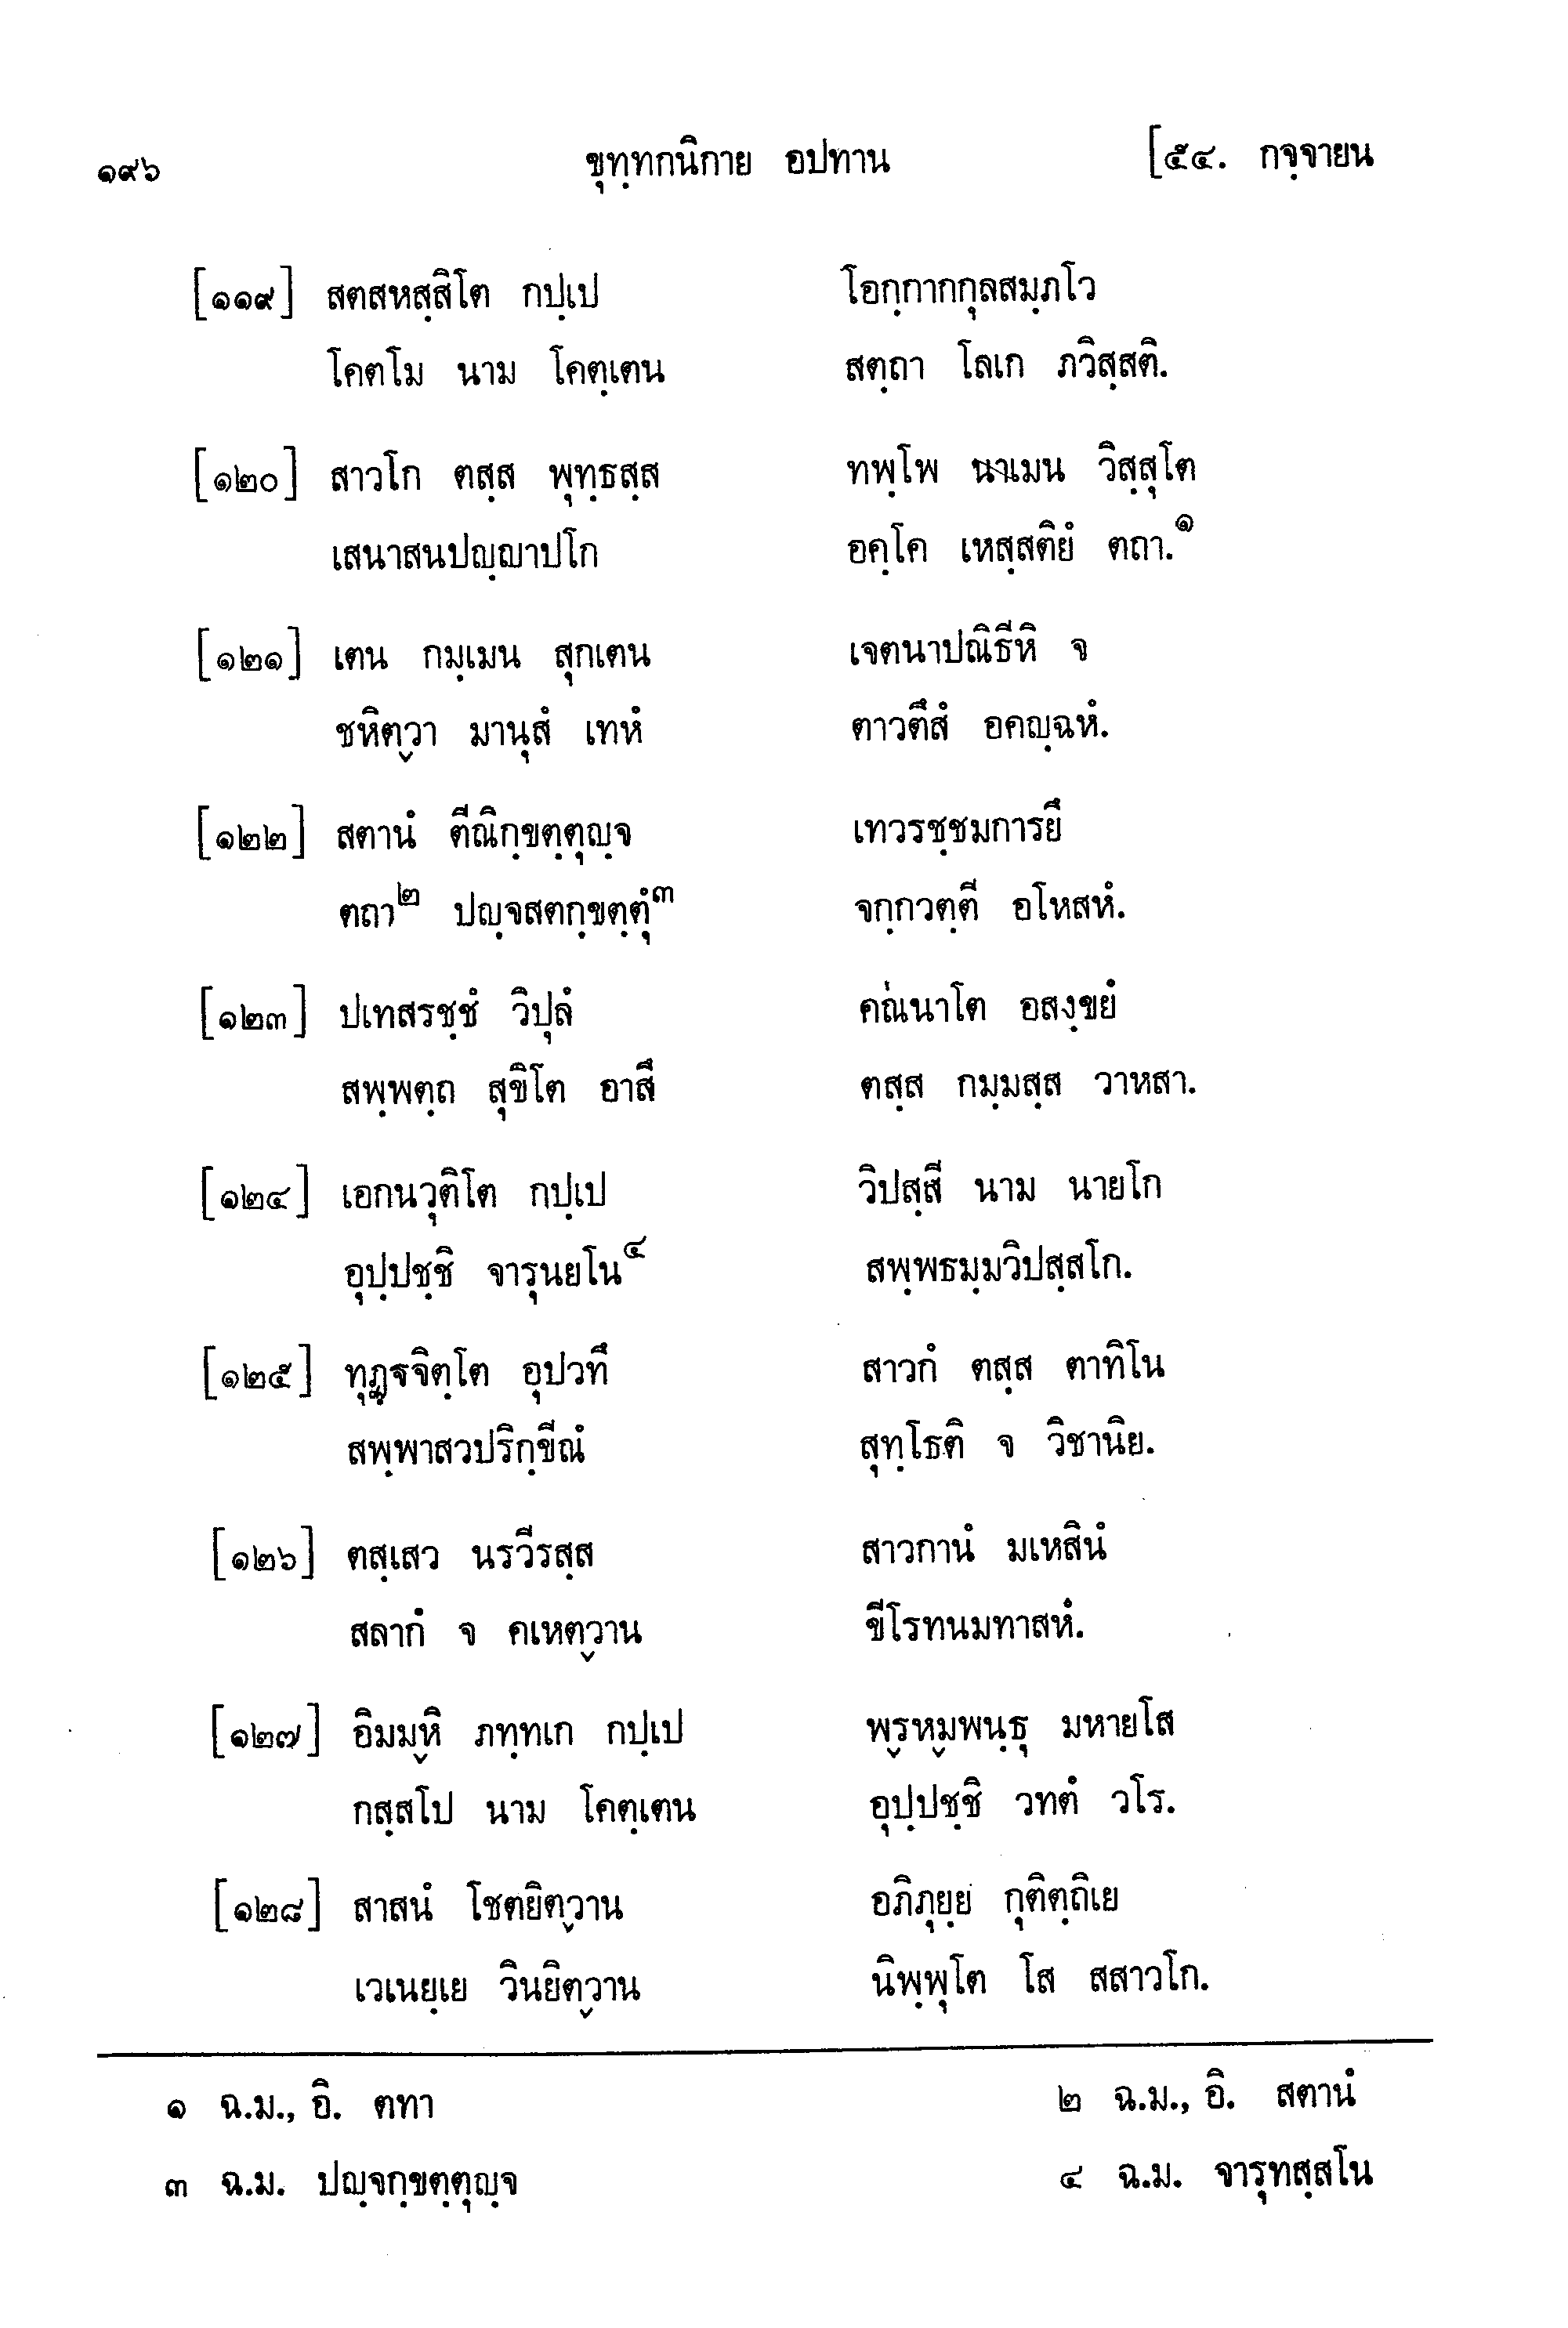 ๑๙๖ ขุทฺทกนิกาย อปทาน [๕๔. กจฺจายน
[๑๑๙] สตสหสฺสิโต กปฺเป โอกฺกากกุลสมฺภโว
โคตโม นาม โคตฺเตน สตฺถา โลเก ภวิสฺสติ.
[๑๒๐] สาวโก ตสฺส พุทฺธสฺส ทพฺโพ นาเมน วิสฺสุโต
เสนาสนปญฺญาปโก อคฺโค เหสฺสติยํ ตถา.๑
[๑๒๑] เตน กมฺเมน สุกเตน เจตนาปณิธีหิ จ
ชหิตฺวา มานุสํ เทหํ ตาวตึสํ อคญฺฉหํ.
[๑๒๒] สตานํ ตีณิกฺขตฺตุญฺจ เทวรชฺชมการยึ
ตถา๒ ปญฺจสตกฺขตฺตุํ๓ จกฺกวตฺตี อโหสหํ.
[๑๒๓] ปเทสรชฺชํ วิปุลํ คณนาโต อสงฺขยํ
สพฺพตฺถ สุขิโต อาสึ ตสฺส กมฺมสฺส วาหสา.
[๑๒๔] เอกนวุติโต กปฺเป วิปสฺสี นาม นายโก
อุปฺปชฺชิ จารุนยโน๔ สพฺพธมฺมวิปสฺสโก.
[๑๒๕] ทุฏฺฐจิตฺโต อุปวทึ สาวกํ ตสฺส ตาทิโน
สพฺพาสวปริกฺขีณํ สุทฺโธติ จ วิชานิย.
[๑๒๖] ตสฺเสว นรวีรสฺส สาวกานํ มเหสินํ
สลากํ จ คเหตฺวาน ขีโรทนมทาสหํ.
[๑๒๗] อิมมฺหิ ภทฺทเก กปฺเป พฺรหฺมพนฺธุ มหายโส
กสฺสโป นาม โคตฺเตน อุปฺปชฺชิ วทตํ วโร.
[๑๒๘] สาสนํ โชตยิตฺวาน อภิภุยฺย กุติตฺถิเย
เวเนยฺเย วินยิตฺวาน นิพฺพุโต โส สสาวโก.
๑ ฉ.ม., อิ. ตทา ๒ ฉ.ม., อิ. สตานํ
๓ ฉ.ม. ปญฺจกฺขตฺตุญฺจ ๔ ฉ.ม. จารุทสฺสโน